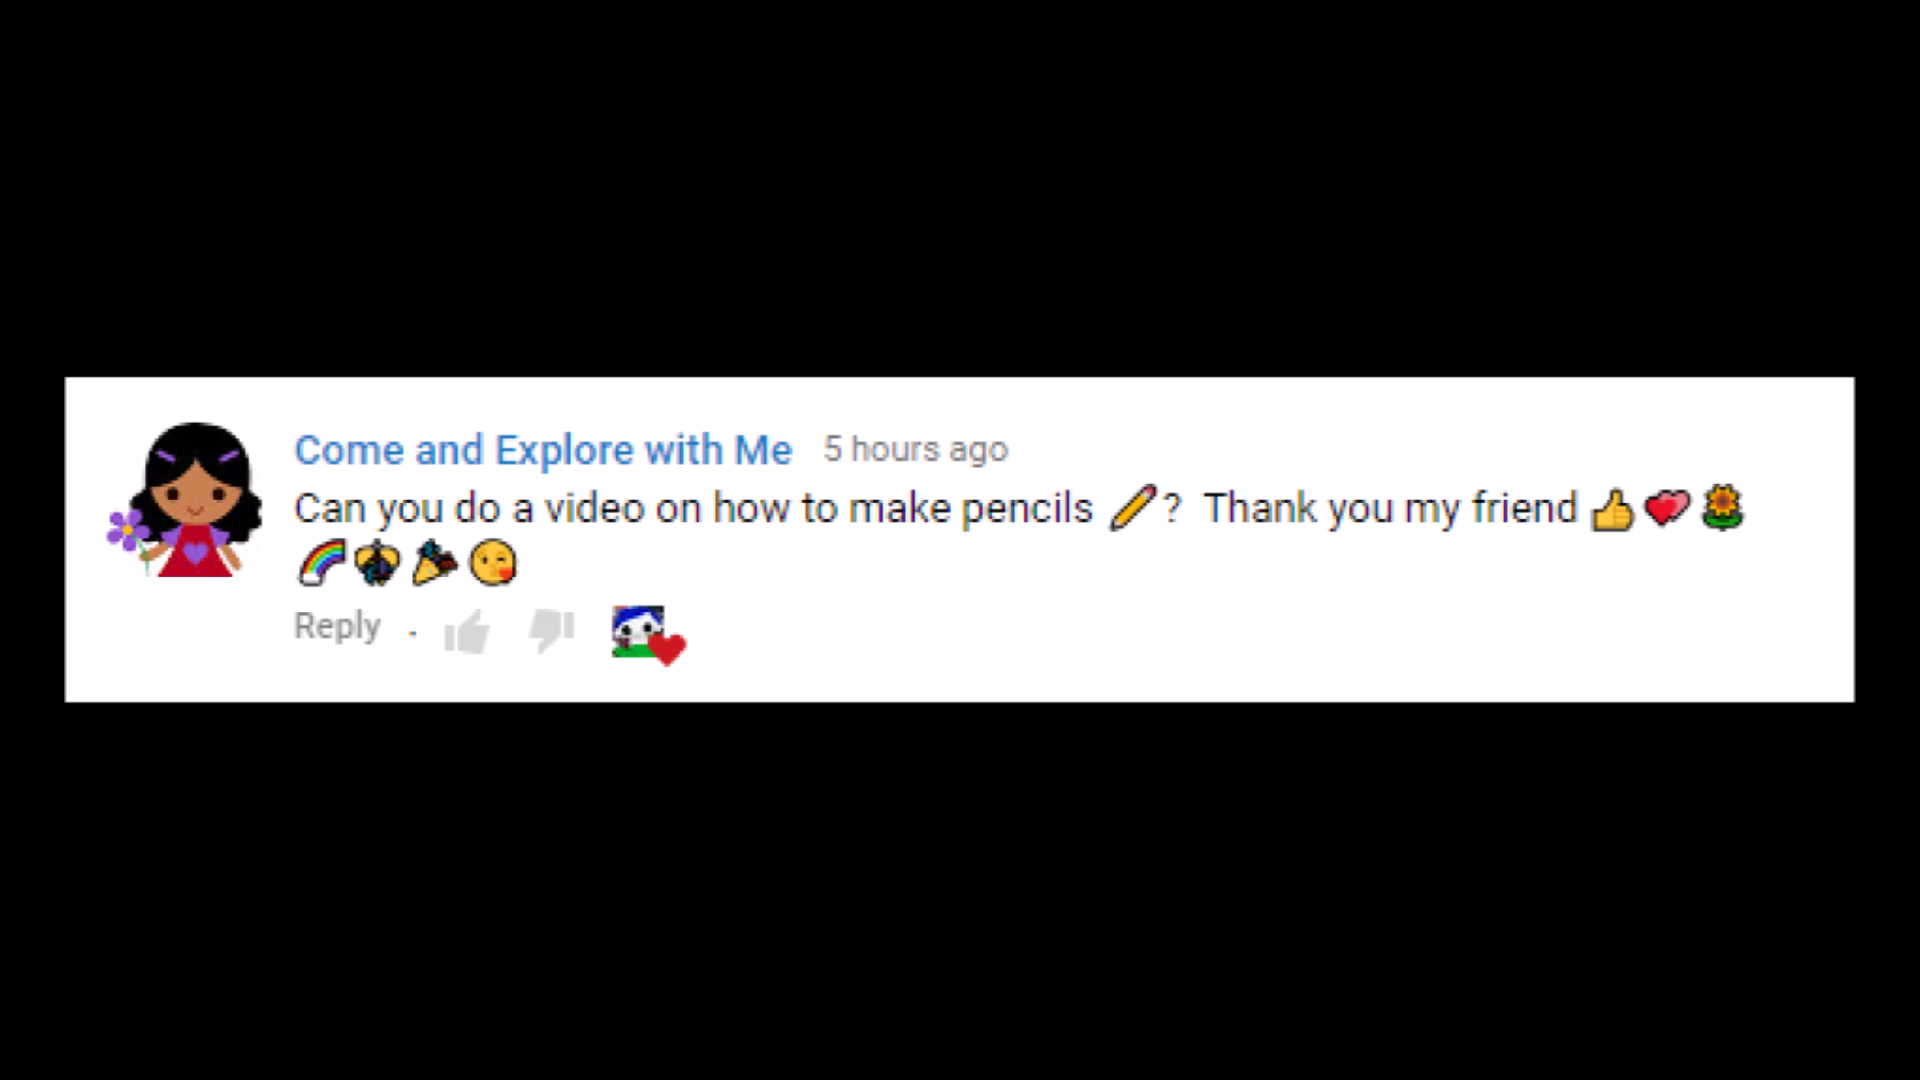 Come and Explore with Me 5 hours ago
Can you do a video on how to make pencils ✏️? Thank you my friend 👍💕🌻
🌈🐝🎉😘
Reply